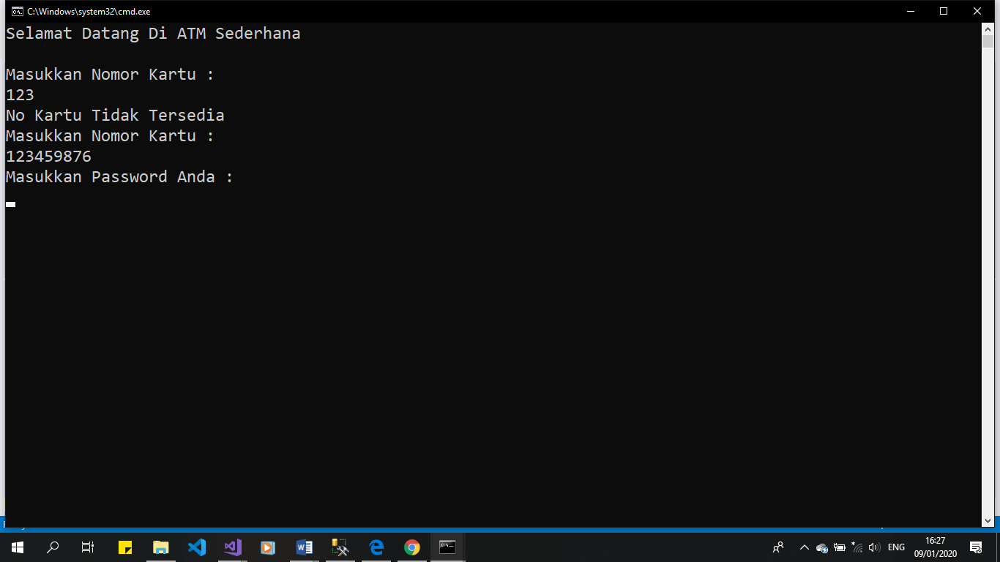 C:\Windows\system32\cmd.exe
Selamat Datang Di ATM Sederhana
Masukkan Nomor Kartu :
123
No Kartu Tidak Tersedia
Masukkan Nomor Kartu :
123459876
Masukkan Password Anda :
ENG
16:27
09/01/2020